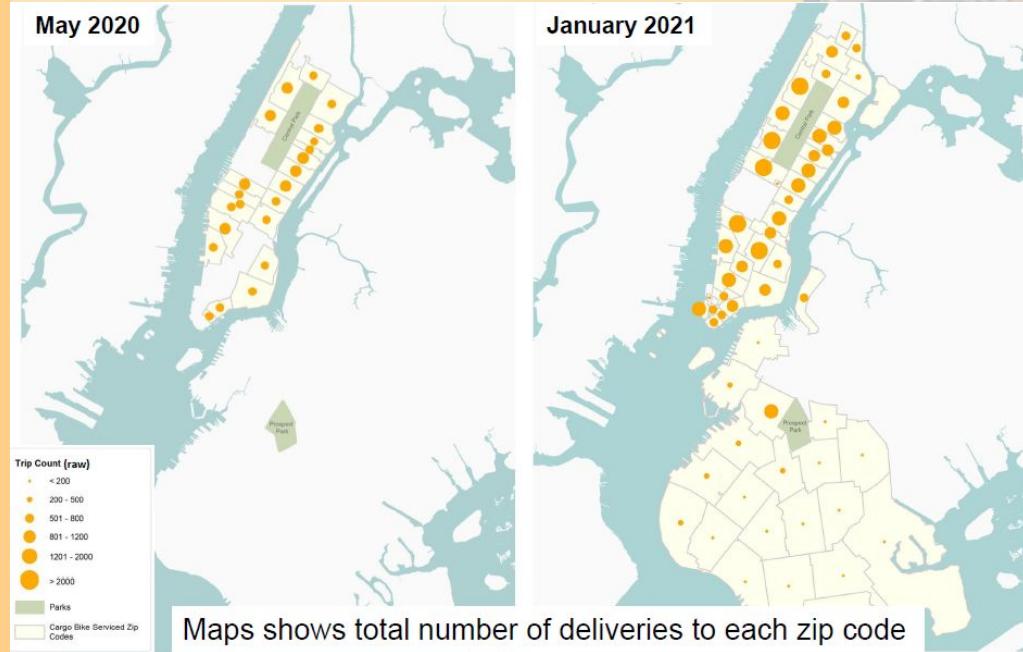 May 2020
Central Park
Prospect
Park
Trip Count (raw)
< 200
200 - 500
501 - 800
801 - 1200
1201 - 2000
> 2000
Parks
Cargo Bike Serviced Zip
Codes
January 2021
Central Park
Prospect
Park
Maps shows total number of deliveries to each zip code